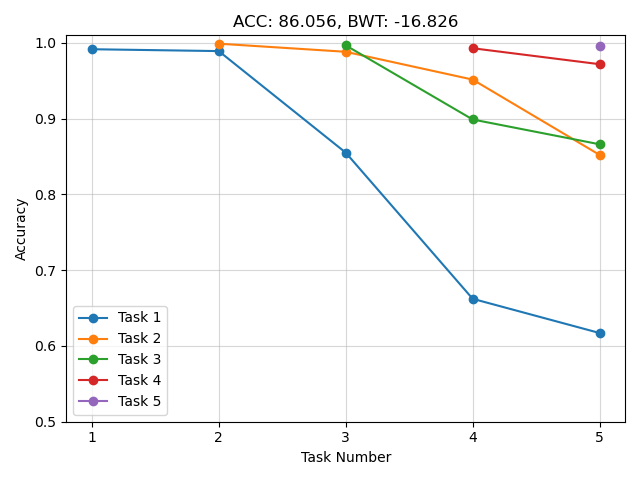 ACC: 86.056, BWT: -16.826
Accuracy
1.0
0.9
0.8
0.7
0.6
0.5
Task 1
Task 2
Task 3
Task 4
Task 5
1 2 3 4 5
Task Number